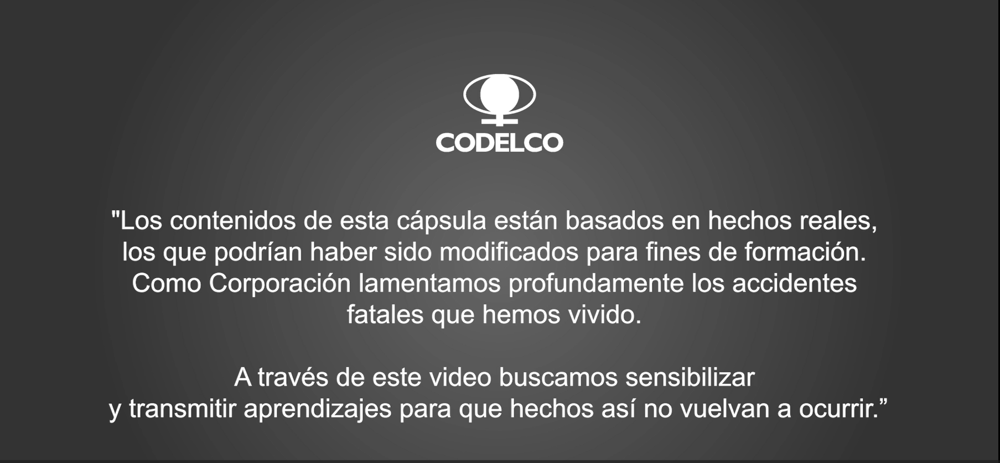 CODELCO
"Los contenidos de esta cápsula están basados en hechos reales,
los que podrían haber sido modificados para fines de formación.
Como Corporación lamentamos profundamente los accidentes
fatales que hemos vivido.
A través de este video buscamos sensibilizar
y transmitir aprendizajes para que hechos así no vuelvan a ocurrir.”